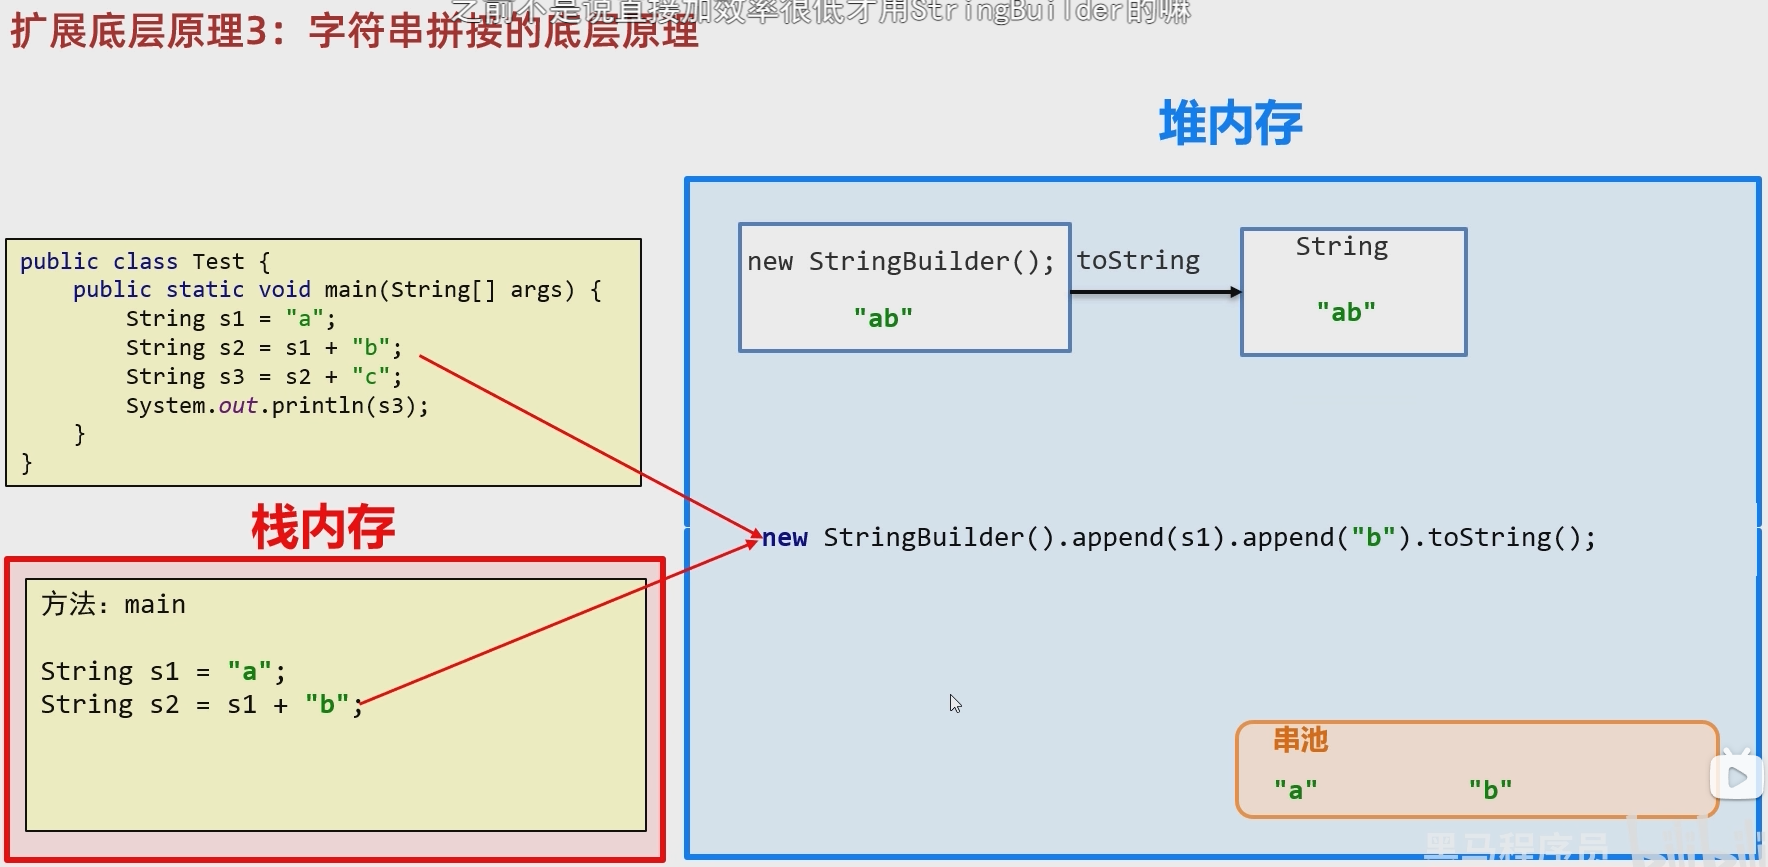 之前不是说直接加效率很低才用StringBuilder的嘛
扩展底层原理3：字符串拼接的底层原理
堆内存
new StringBuilder();
"ab"
toString
String
"ab"
public class Test {
public static void main(String[] args) {
String s1 = "a";
String s2 = s1 + "b";
String s3 = s2 + "c";
System.out.println(s3);
}
}
栈内存
new StringBuilder().append(s1).append("b").toString();
方法：main
String s1 = "a";
String s2 = s1 + "b";
串池
"a" "b"
黑马程序员